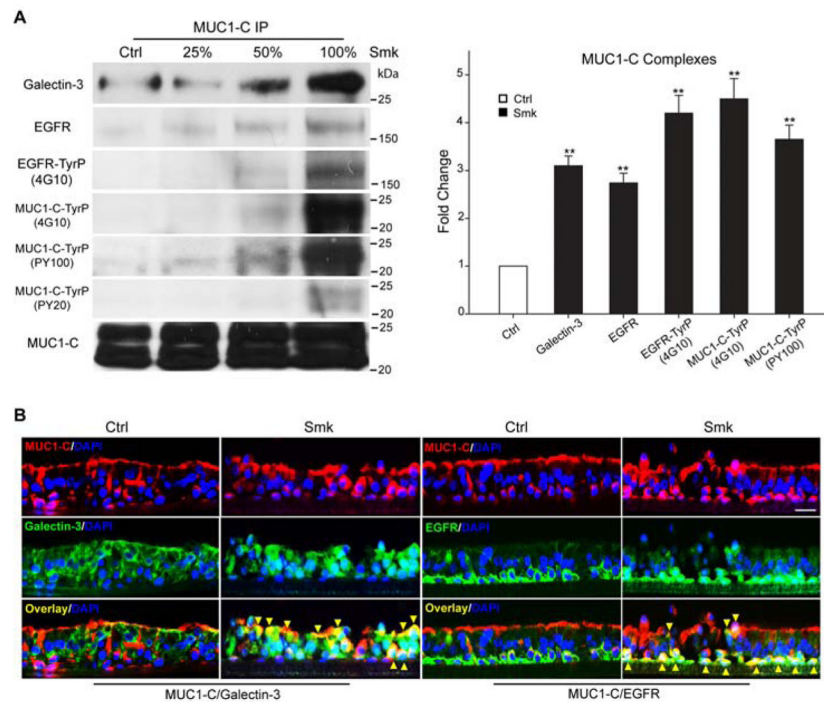 A
MUC1-C IP
Ctrl 25% 50% 100% Smk
kDa
Galectin-3
-25
EGFR
-150
EGFR-TyrP
(4G10)
-150
MUC1-C-TyrP
(4G10)
-25
-20
MUC1-C-TyrP
(PY100)
-25
-20
MUC1-C-TyrP
(PY20)
-25
-20
MUC1-C
-25
-20
MUC1-C Complexes
Ctrl
Smk
Fold Change
5
4
3
2
1
0
**
**
**
**
**
Ctrl
Galectin-3
EGFR
EGFR-TyrP
(4G10)
MUC1-C-TyrP
(4G10)
MUC1-C-TyrP
(PY100)
B
Ctrl Smk Ctrl Smk
MUC1-C/DAPI MUC1-C/DAPI
Galectin-3/DAPI EGFR/DAPI
Overlay/DAPI Overlay/DAPI
MUC1-C/Galectin-3 MUC1-C/EGFR